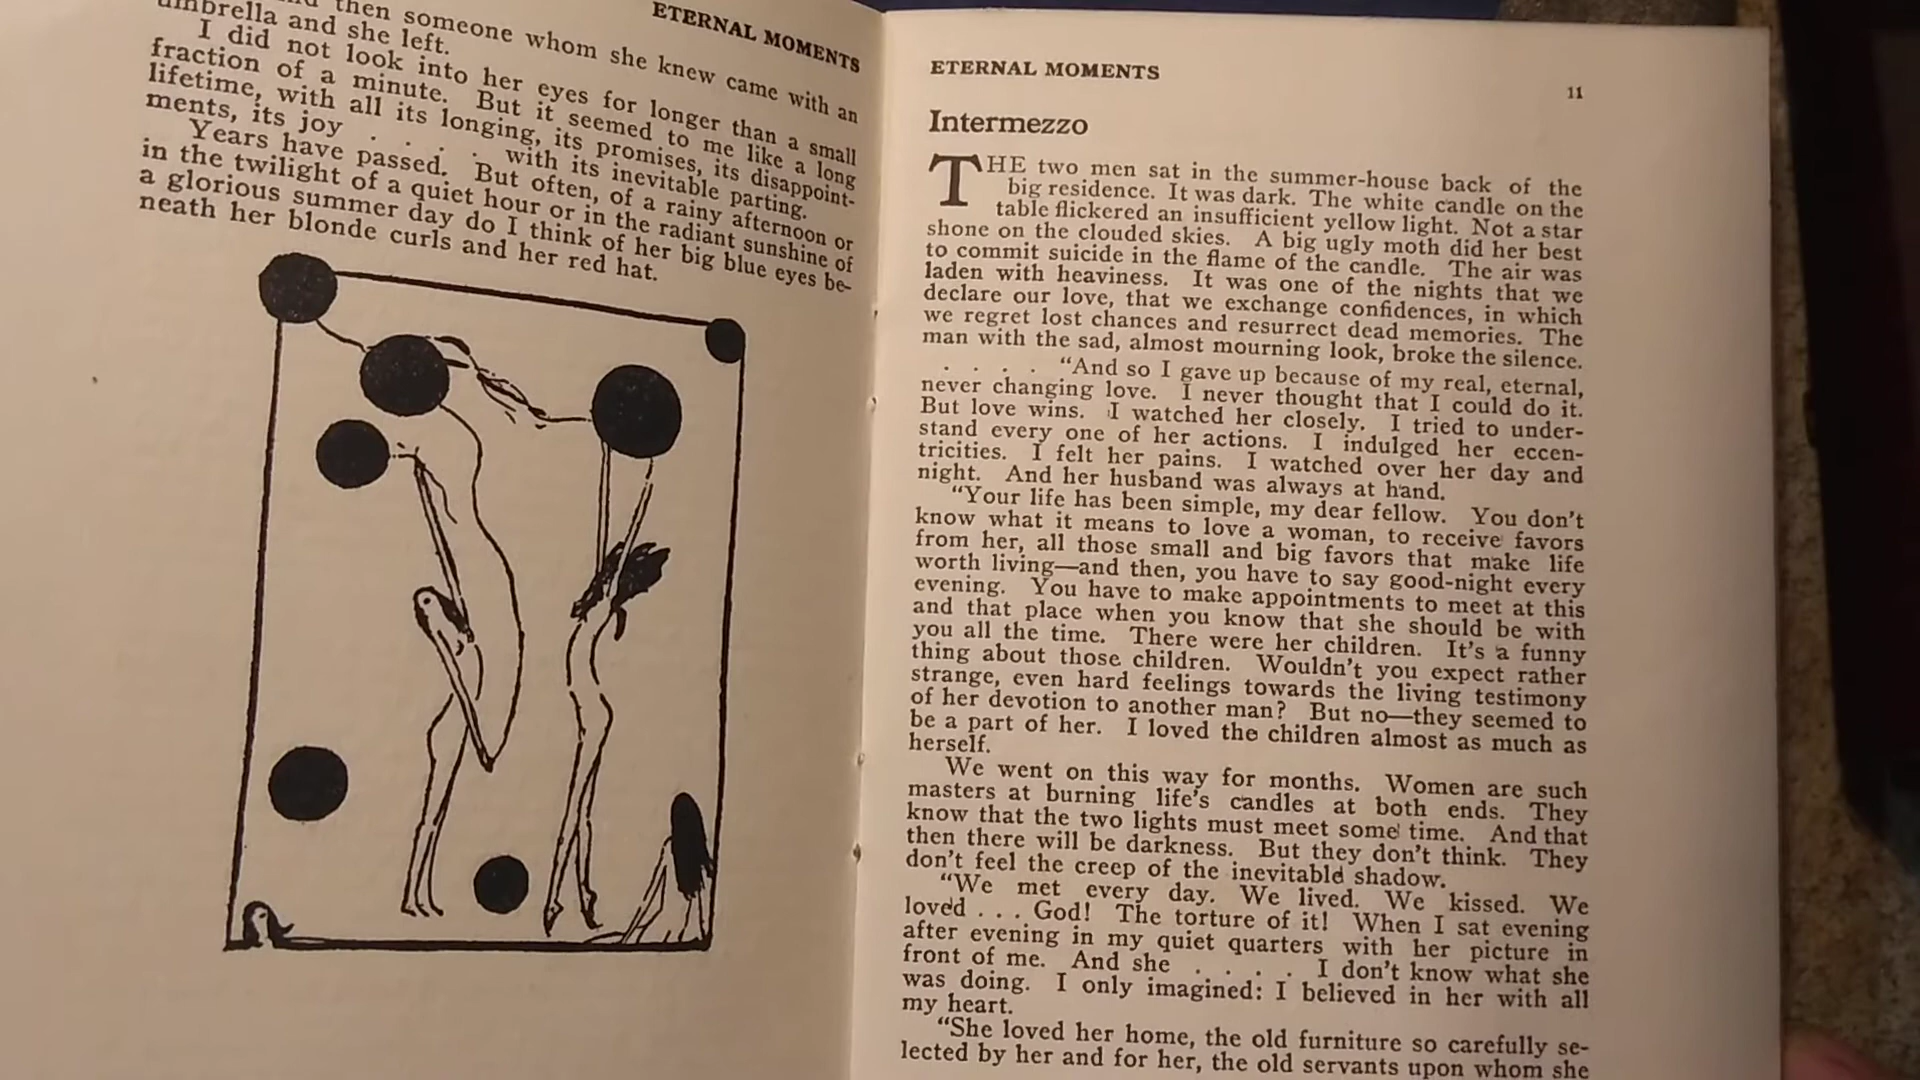 ETERNAL MOMENTS
then someone whom she knew came with an
umbrella and she left.
I did not look into her eyes for longer than a small
fraction of a minute. But it seemed to me like a long
lifetime, with all its longing, its promises, its disappoint-
ments, its joy . . . . with its inevitable parting.
Years have passed. But often, of a rainy afternoon or
in the twilight of a quiet hour or in the radiant sunshine of
a glorious summer day do I think of her big blue eyes be-
neath her blonde curls and her red hat.
ETERNAL MOMENTS
11
Intermezzo
THE two men sat in the summer-house back of the
big residence. It was dark. The white candle on the
table flickered an insufficient yellow light. Not a star
shone on the clouded skies. A big ugly moth did her best
to commit suicide in the flame of the candle. The air was
laden with heaviness. It was one of the nights that we
declare our love, that we exchange confidences, in which
we regret lost chances and resurrect dead memories. The
man with the sad, almost mourning look, broke the silence.
. . . . "And so I gave up because of my real, eternal,
never changing love. I never thought that I could do it.
But love wins. I watched her closely. I tried to under-
stand every one of her actions. I indulged her eccen-
tricities. I felt her pains. I watched over her day and
night. And her husband was always at hand.
"Your life has been simple, my dear fellow. You don't
know what it means to love a woman, to receive favors
from her, all those small and big favors that make life
worth living—and then, you have to say good-night every
evening. You have to make appointments to meet at this
and that place when you know that she should be with
you all the time. There were her children. It's a funny
thing about those children. Wouldn't you expect rather
strange, even hard feelings towards the living testimony
of her devotion to another man? But no—they seemed to
be a part of her. I loved the children almost as much as
herself.
We went on this way for months. Women are such
masters at burning life's candles at both ends. They
know that the two lights must meet some time. And that
then there will be darkness. But they don't think. They
don't feel the creep of the inevitable shadow.
"We met every day. We lived. We kissed. We
loved . . . God! The torture of it! When I sat evening
after evening in my quiet quarters with her picture in
front of me. And she . . . . I don't know what she
was doing. I only imagined: I believed in her with all
my heart.
"She loved her home, the old furniture so carefully se-
lected by her and for her, the old servants upon whom she